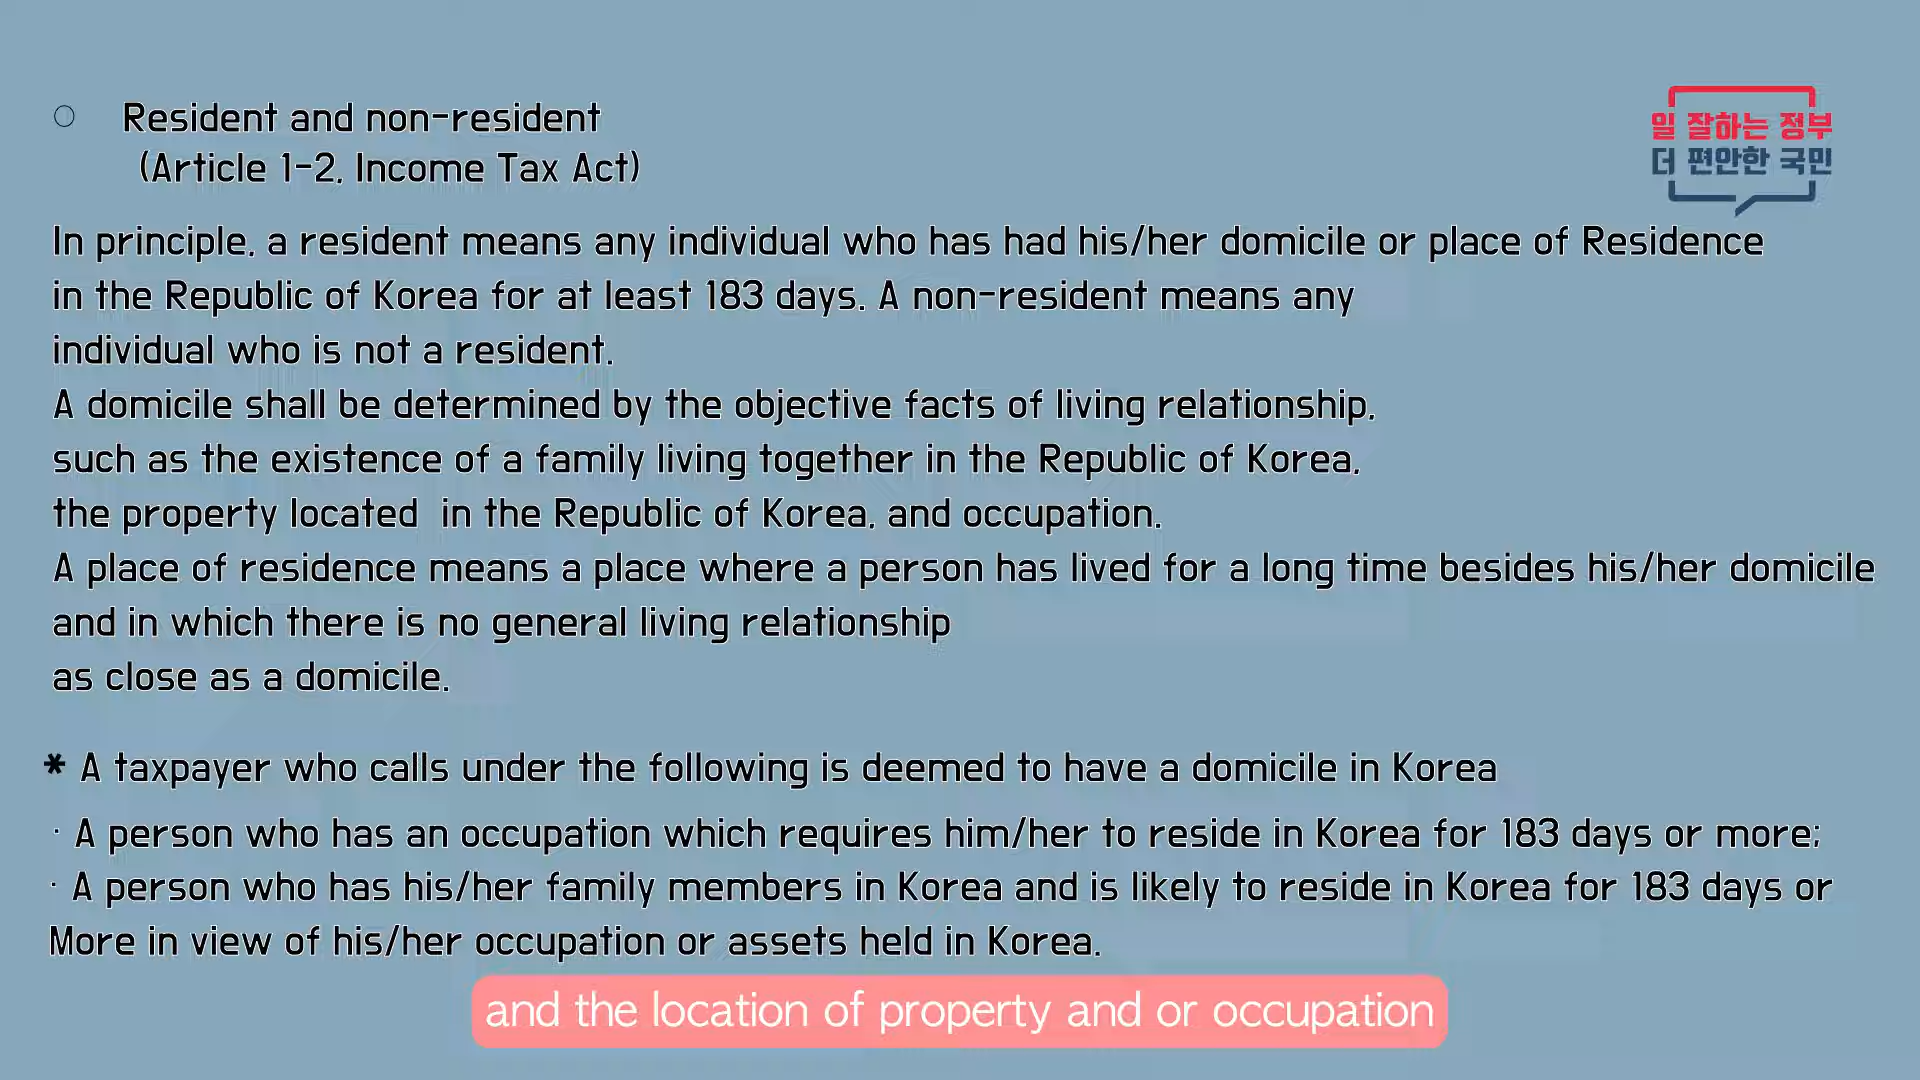 ○ Resident and non-resident
(Article 1-2, Income Tax Act)
일 잘하는 정부
더 편안한 국민
In principle, a resident means any individual who has had his/her domicile or place of Residence
in the Republic of Korea for at least 183 days. A non-resident means any
individual who is not a resident.
A domicile shall be determined by the objective facts of living relationship,
such as the existence of a family living together in the Republic of Korea,
the property located in the Republic of Korea, and occupation.
A place of residence means a place where a person has lived for a long time besides his/her domicile
and in which there is no general living relationship
as close as a domicile.
* A taxpayer who calls under the following is deemed to have a domicile in Korea
· A person who has an occupation which requires him/her to reside in Korea for 183 days or more;
· A person who has his/her family members in Korea and is likely to reside in Korea for 183 days or
More in view of his/her occupation or assets held in Korea.
and the location of property and or occupation